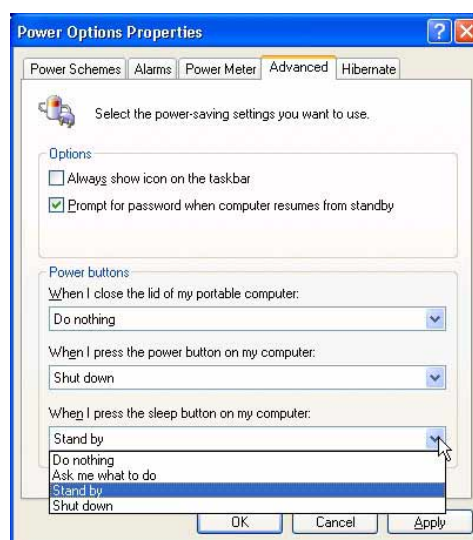 Power Options Properties
Power Schemes Alarms Power Meter Advanced Hibernate
Select the power-saving settings you want to use.
Options
Always show icon on the taskbar
Prompt for password when computer resumes from standby
Power buttons
When I close the lid of my portable computer:
Do nothing
When I press the power button on my computer:
Shut down
When I press the sleep button on my computer:
Stand by
Do nothing
Ask me what to do
Stand by
Shut down
OK Cancel Apply